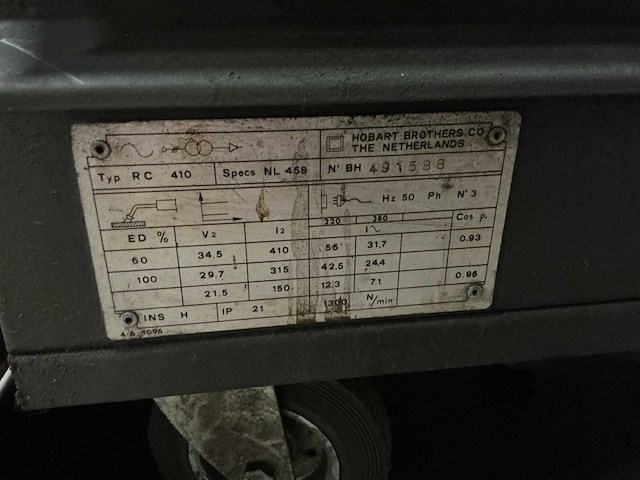 HOBART BROTHERS CO
THE NETHERLANDS
Typ RC 410 Specs NL 458 N° BH 491588
Hz 50 Ph N° 3
220 380
ED % V2 I2 I Cos p.
60 34.5 410 56 31.7 0.93
100 29.7 315 42.5 24.4
21.5 150 12.3 7.1 0.96
INS H IP 21 1300 N/min